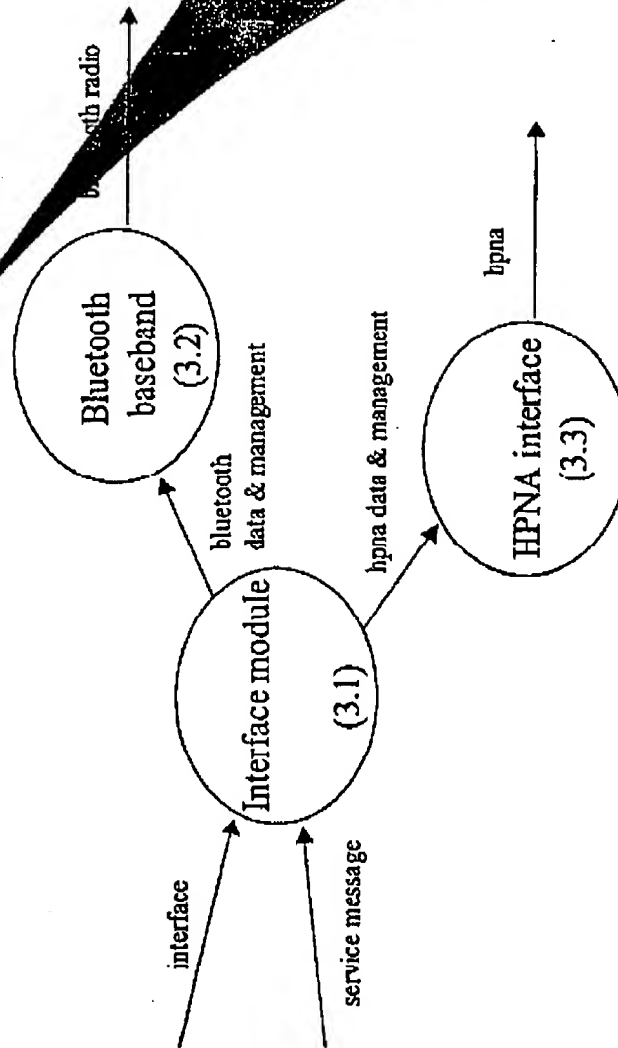 interface
service message
Interface module
(3.1)
bluetooth
data & management
hpna data & management
Bluetooth
baseband
(3.2)
HPNA interface
(3.3)
radio
hpna